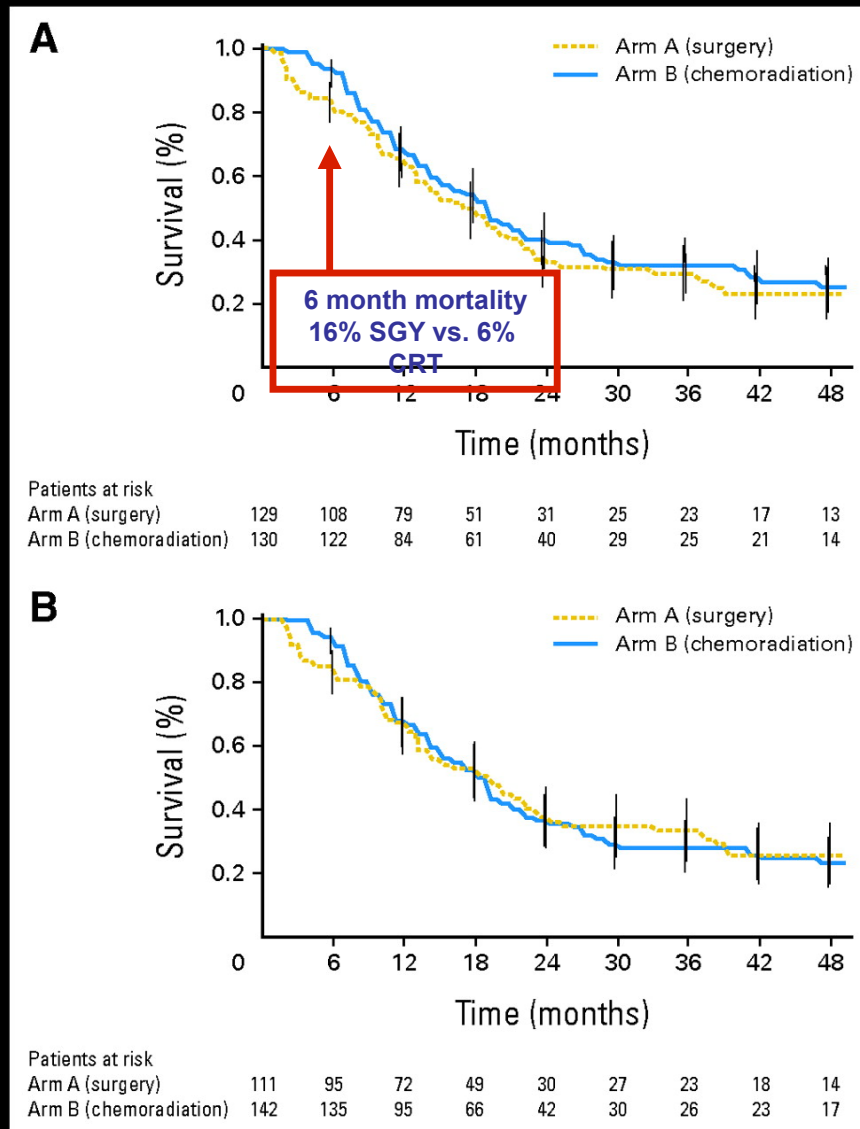 A
1.0
0.8
0.6
0.4
0.2
0
Survival (%)
Arm A (surgery)
Arm B (chemoradiation)
6 month mortality
16% SGY vs. 6%
CRT
6 12 18 24 30 36 42 48
Time (months)
Patients at risk
Arm A (surgery) 129 108 79 51 31 25 23 17 13
Arm B (chemoradiation) 130 122 84 61 40 29 25 21 14
B
1.0
0.8
0.6
0.4
0.2
0
Survival (%)
Arm A (surgery)
Arm B (chemoradiation)
6 12 18 24 30 36 42 48
Time (months)
Patients at risk
Arm A (surgery) 111 95 72 49 30 27 23 18 14
Arm B (chemoradiation) 142 135 95 66 42 30 26 23 17